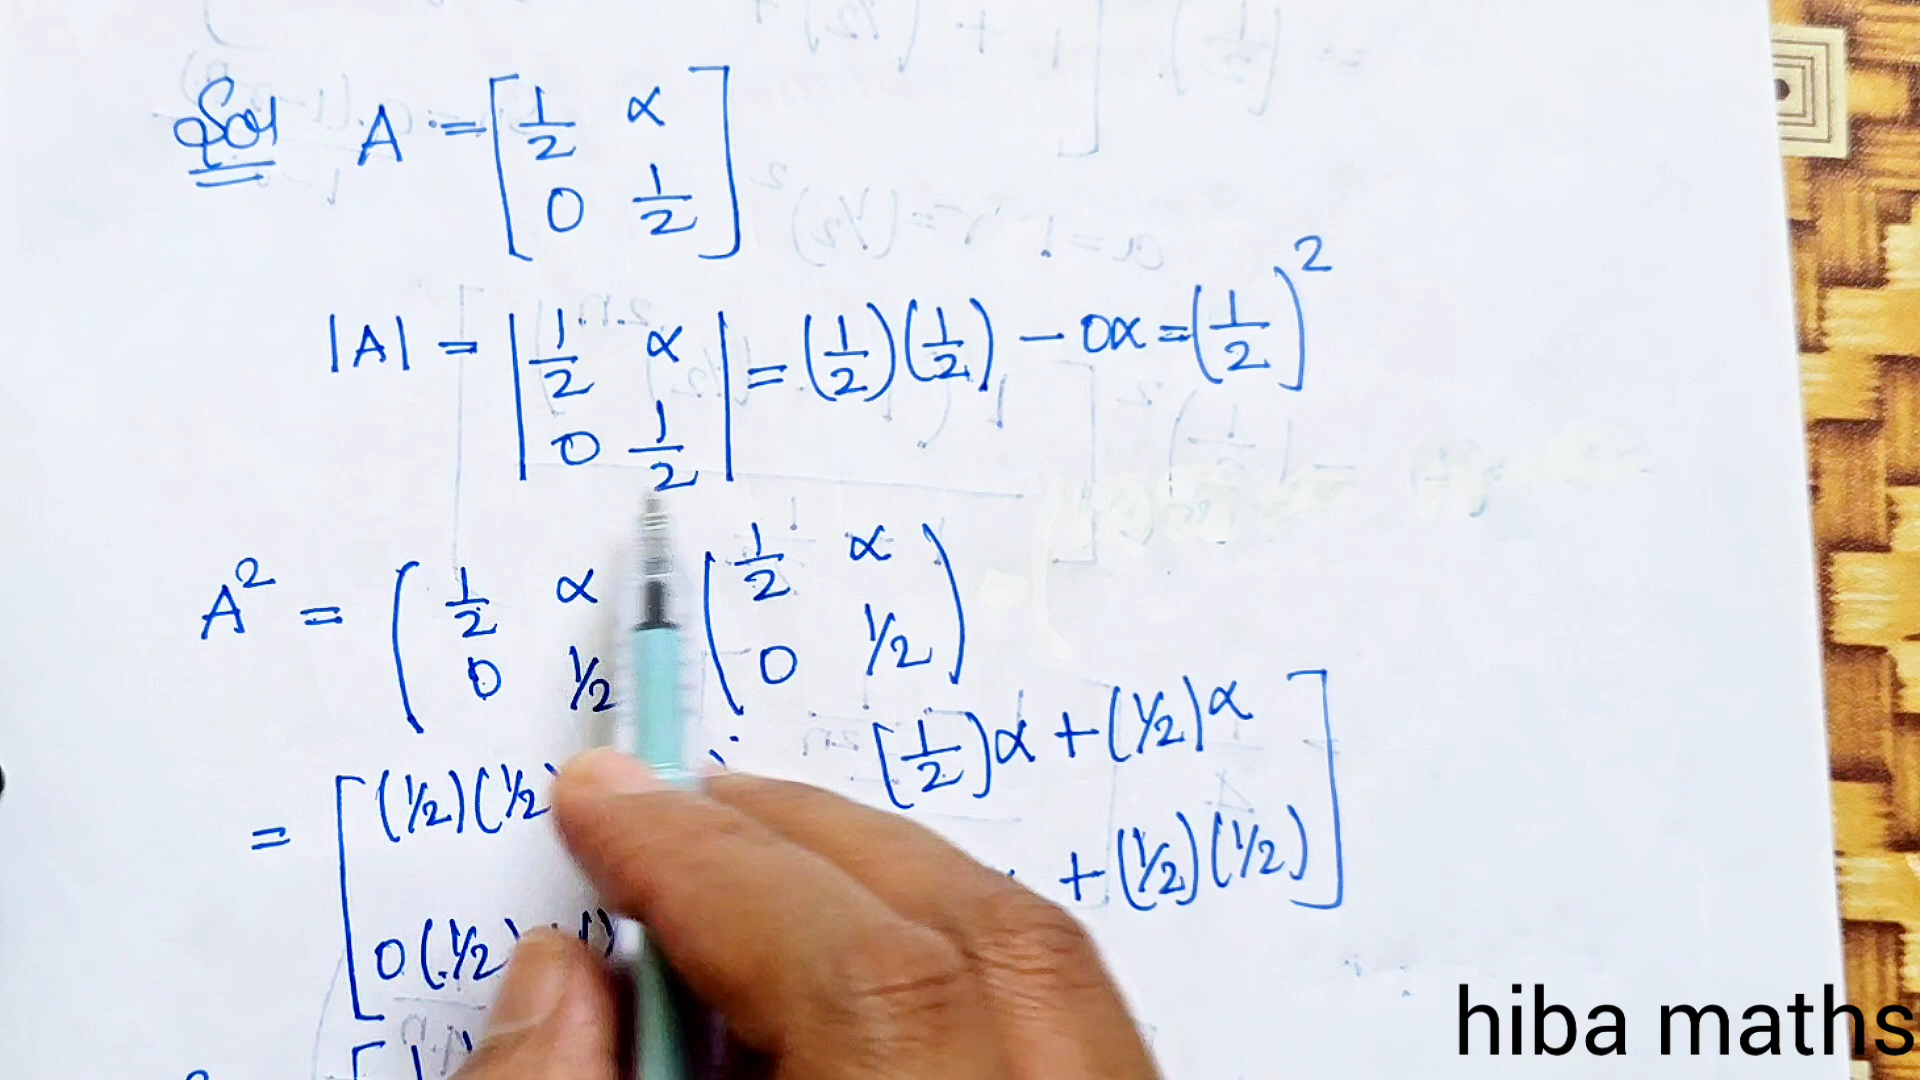 Sol A = [1/2 α
0 1/2]
|A| = |1/2 α
0 1/2| = (1/2)(1/2) - 0α = (1/2)²
A² = (1/2 α
0 1/2 (1/2 α
0 1/2)
= [(1/2)(1/2 (1/2)α + (1/2)α
0(1/2) + (1/2)(1/2)]
hiba maths